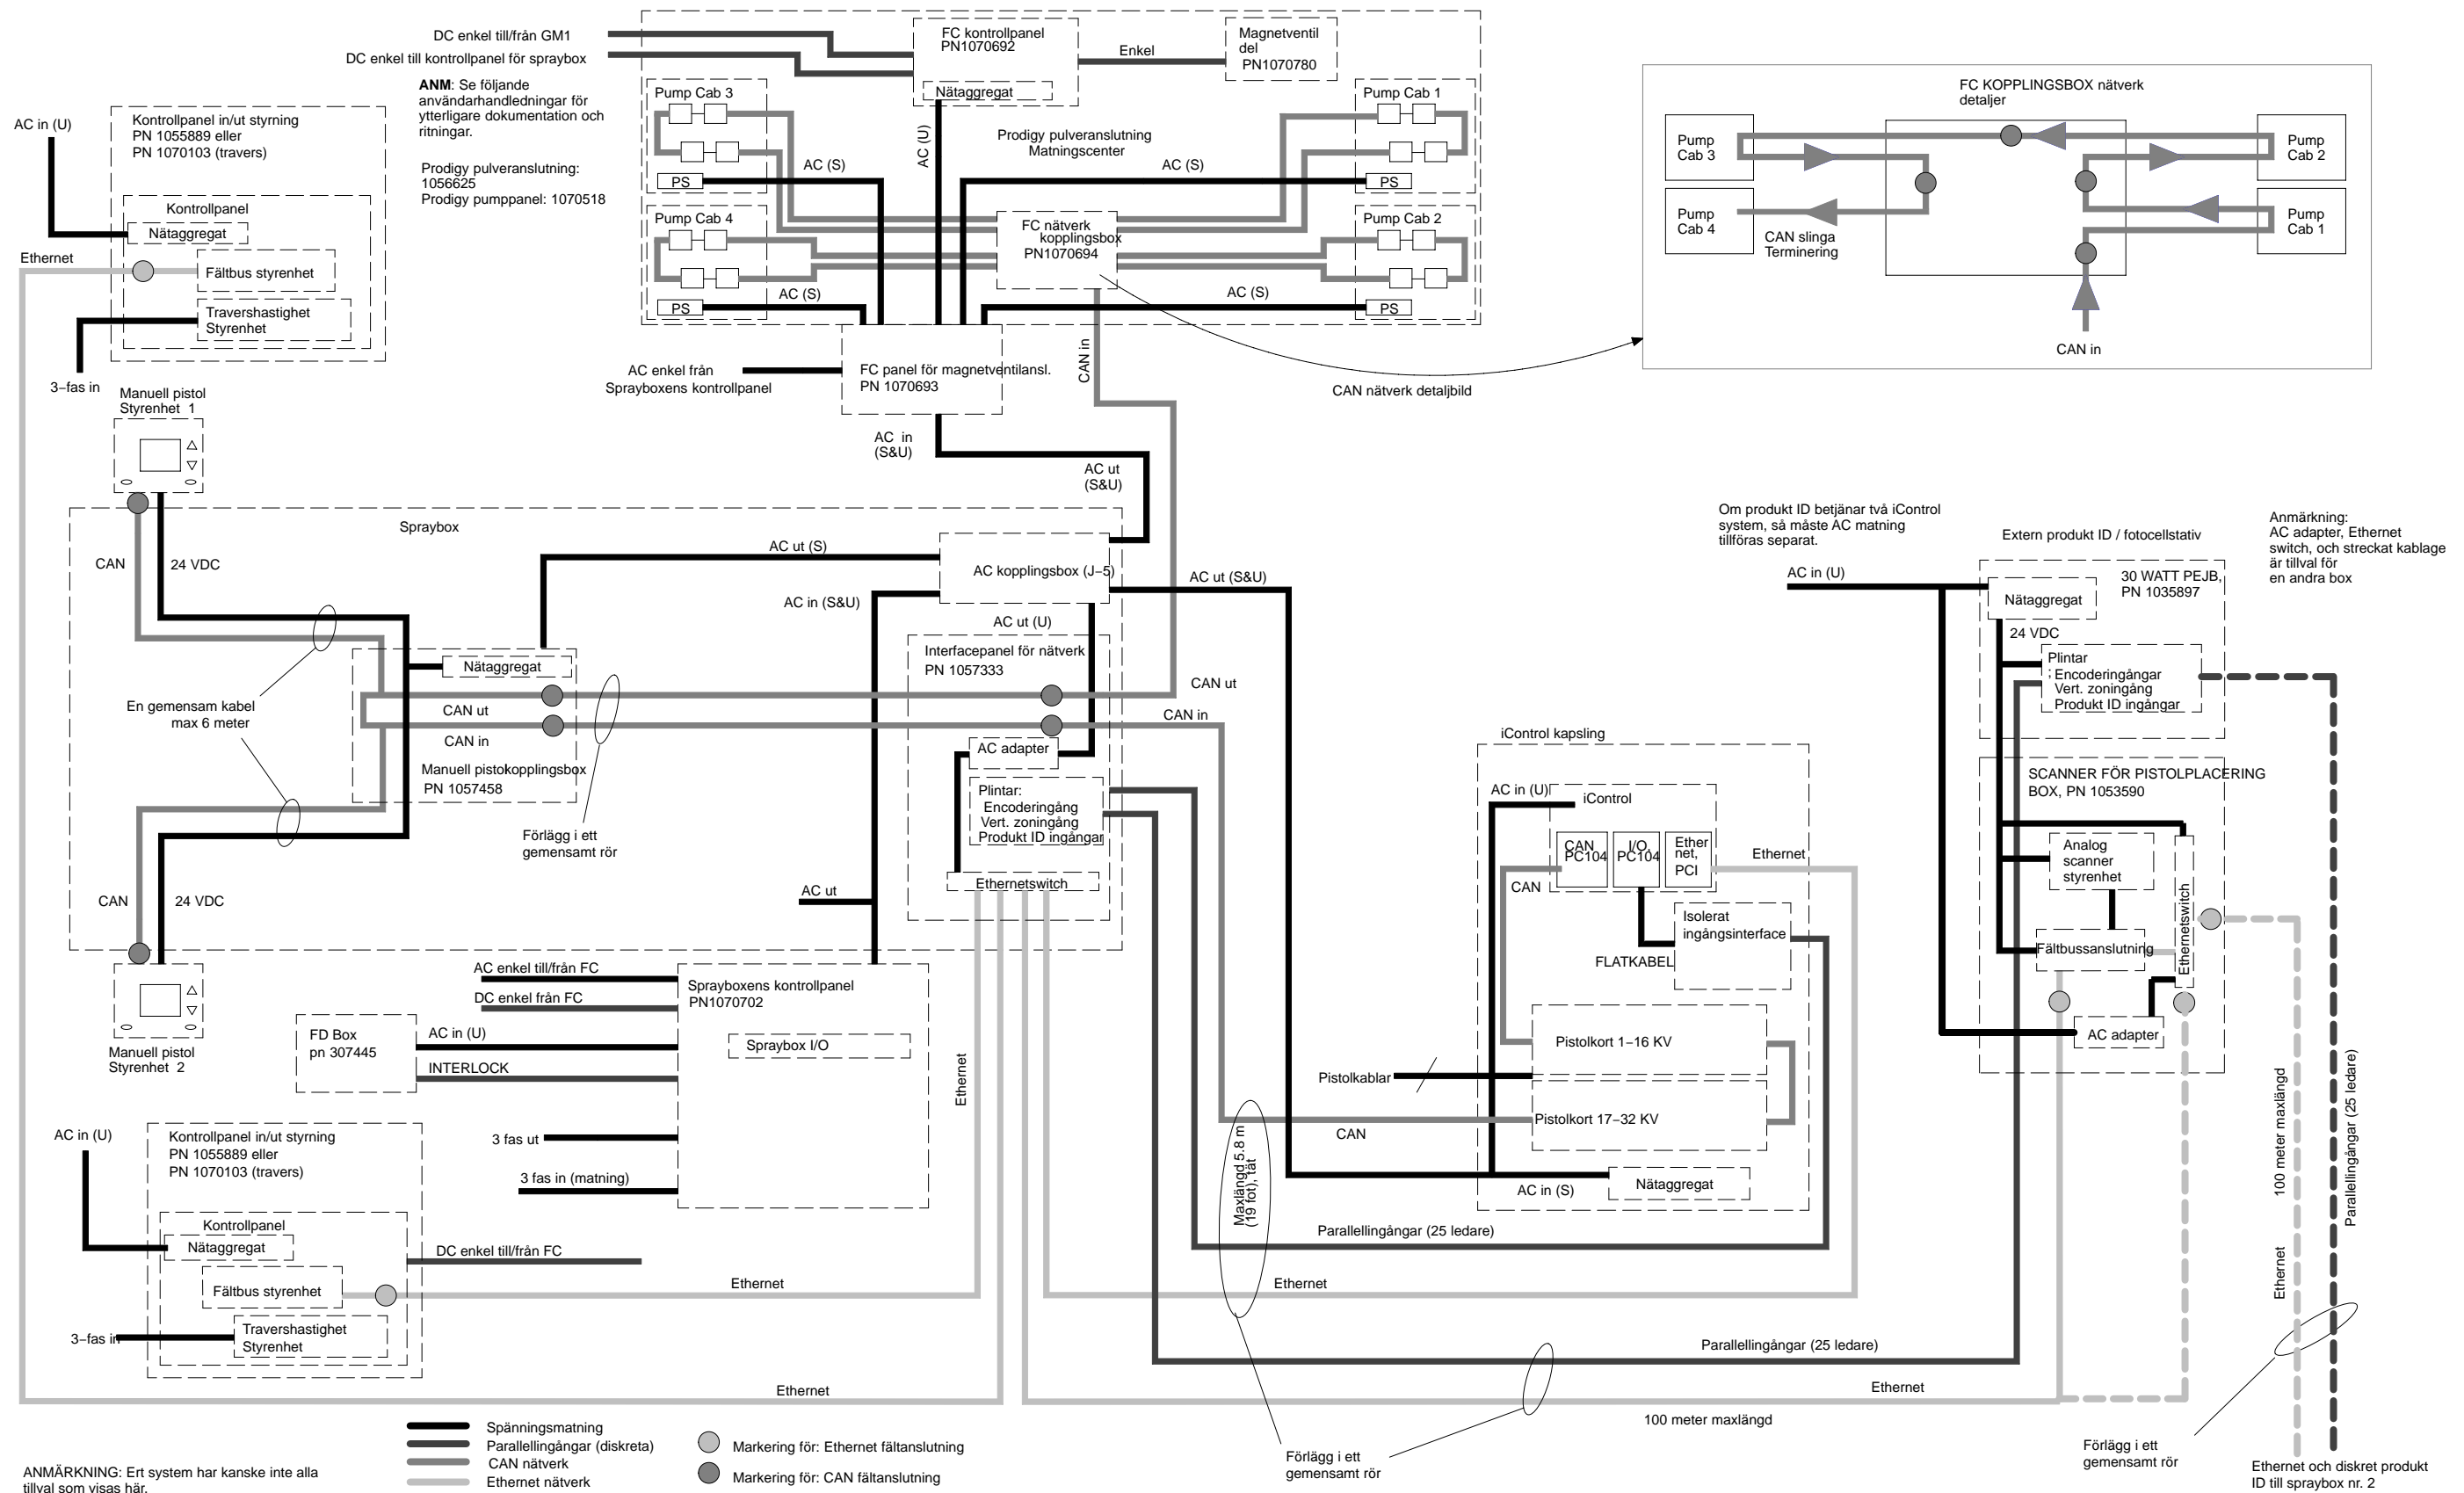 DC enkel till/från GM1
DC enkel till kontrollpanel för spraybox
ANM: Se följande
användarhandledningar för
ytterligare dokumentation och
ritningar.
Prodigy pulveranslutning:
1056625
Prodigy pumppanel: 1070518
FC kontrollpanel
PN1070692
Nätaggregat
Enkel
Magnetventil
del
PN1070780
Pump Cab 3
PS
Pump Cab 4
PS
Pump Cab 1
PS
Pump Cab 2
PS
AC (U)
AC (S)
AC (S)
AC (S)
AC (S)
Prodigy pulveranslutning
Matningscenter
FC nätverk
kopplingsbox
PN1070694
CAN in
AC enkel från
Sprayboxens kontrollpanel
FC panel för magnetventilansl.
PN 1070693
AC in
(S&U)
AC ut
(S&U)
CAN nätverk detaljbild
FC KOPPLINGSBOX nätverk
detaljer
Pump
Cab 3
Pump
Cab 2
Pump
Cab 4
Pump
Cab 1
CAN slinga
Terminering
CAN in
AC in (U)
Kontrollpanel in/ut styrning
PN 1055889 eller
PN 1070103 (travers)
Kontrollpanel
Nätaggregat
Ethernet
Fältbus styrenhet
Travershastighet
Styrenhet
3−fas in
Manuell pistol
Styrenhet 1
Spraybox
CAN
24 VDC
AC ut (S)
AC kopplingsbox (J−5)
AC in (S&U)
AC ut (S&U)
AC ut (U)
Interfacepanel för nätverk
PN 1057333
Nätaggregat
CAN ut
CAN ut
CAN in
CAN in
En gemensam kabel
max 6 meter
Manuell pistolkopplingsbox
PN 1057458
AC adapter
Plintar:
Encoderingång
Vert. zoningång
Produkt ID ingångar
Förlägg i ett
gemensamt rör
Ethernetswitch
AC ut
CAN
24 VDC
Manuell pistol
Styrenhet 2
AC enkel till/från FC
DC enkel från FC
Sprayboxens kontrollpanel
PN1070702
Spraybox I/O
FD Box
pn 307445
AC in (U)
INTERLOCK
3 fas ut
3 fas in (matning)
Ethernet
AC in (U)
Kontrollpanel in/ut styrning
PN 1055889 eller
PN 1070103 (travers)
Kontrollpanel
Nätaggregat
DC enkel till/från FC
Fältbus styrenhet
Ethernet
Travershastighet
Styrenhet
3−fas in
Ethernet
iControl kapsling
AC in (U)
iControl
CAN
PC104
I/O,
PC104
Ether
net,
PCI
Ethernet
CAN
Isolerat
ingångsinterface
FLATKABEL
Pistolkort 1−16 KV
Pistolkablar
Pistolkort 17−32 KV
CAN
AC in (S)
Nätaggregat
Maxlängd 5.8 m
(19 fot), tät
Parallellingångar (25 ledare)
Ethernet
Parallellingångar (25 ledare)
Ethernet
100 meter maxlängd
Förlägg i ett
gemensamt rör
Om produkt ID betjänar två iControl
system, så måste AC matning
tillföras separat.
AC in (U)
Extern produkt ID / fotocellstativ
30 WATT PEJB,
PN 1035897
Nätaggregat
24 VDC
Plintar
:
Encoderingångar
Vert. zoningång
Produkt ID ingångar
Anmärkning:
AC adapter, Ethernet
switch, och streckat kablage
är tillval för
en andra box
SCANNER FÖR PISTOLPLACERING
BOX, PN 1053590
Analog
scanner
styrenhet
Fältbussanslutning
Ethernetswitch
AC adapter
100 meter maxlängd
Ethernet
Parallellingångar (25 ledare)
Förlägg i ett
gemensamt rör
Ethernet och diskret produkt
ID till spraybox nr. 2
Spänningsmatning
Parallellingångar (diskreta)
CAN nätverk
Ethernet nätverk
Markering för: Ethernet fältanslutning
Markering för: CAN fältanslutning
ANMÄRKNING: Ert system har kanske inte alla
tillval som visas här.